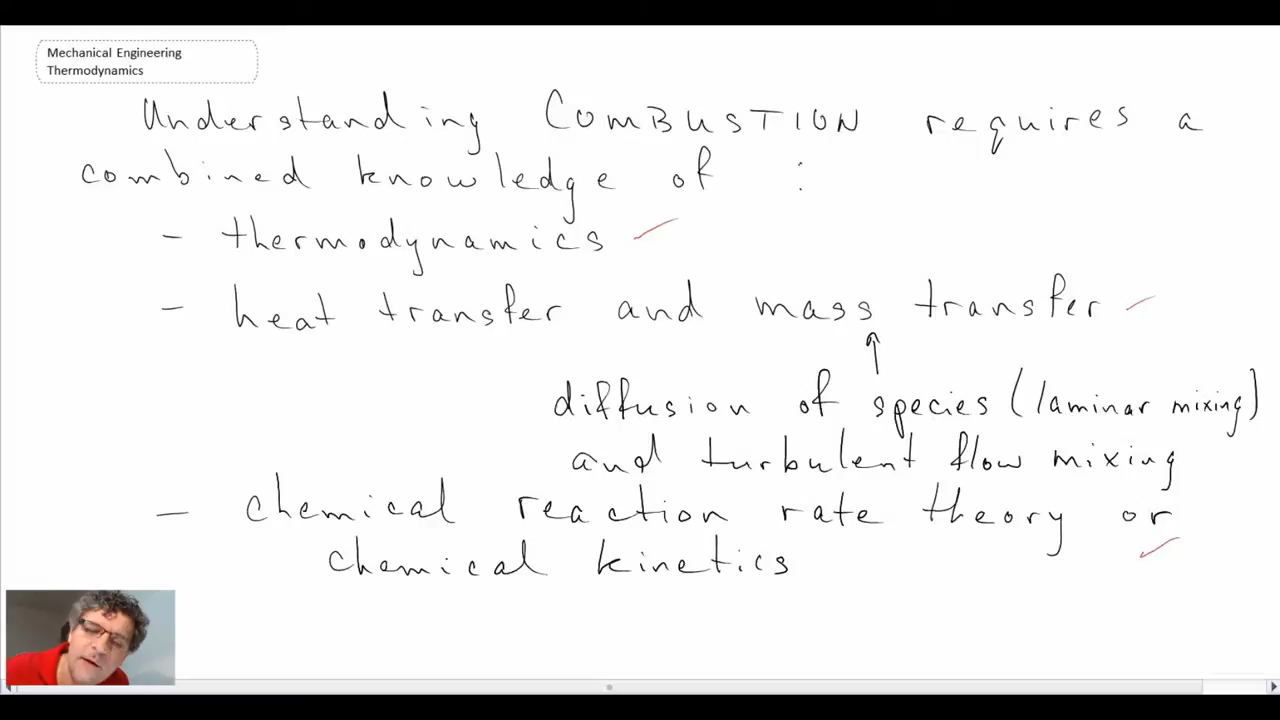 Mechanical Engineering
Thermodynamics
Understanding COMBUSTION requires a
combined knowledge of :
- thermodynamics
- heat transfer and mass transfer
diffusion of species (laminar mixing)
and turbulent flow mixing
- chemical reaction rate theory or
chemical kinetics